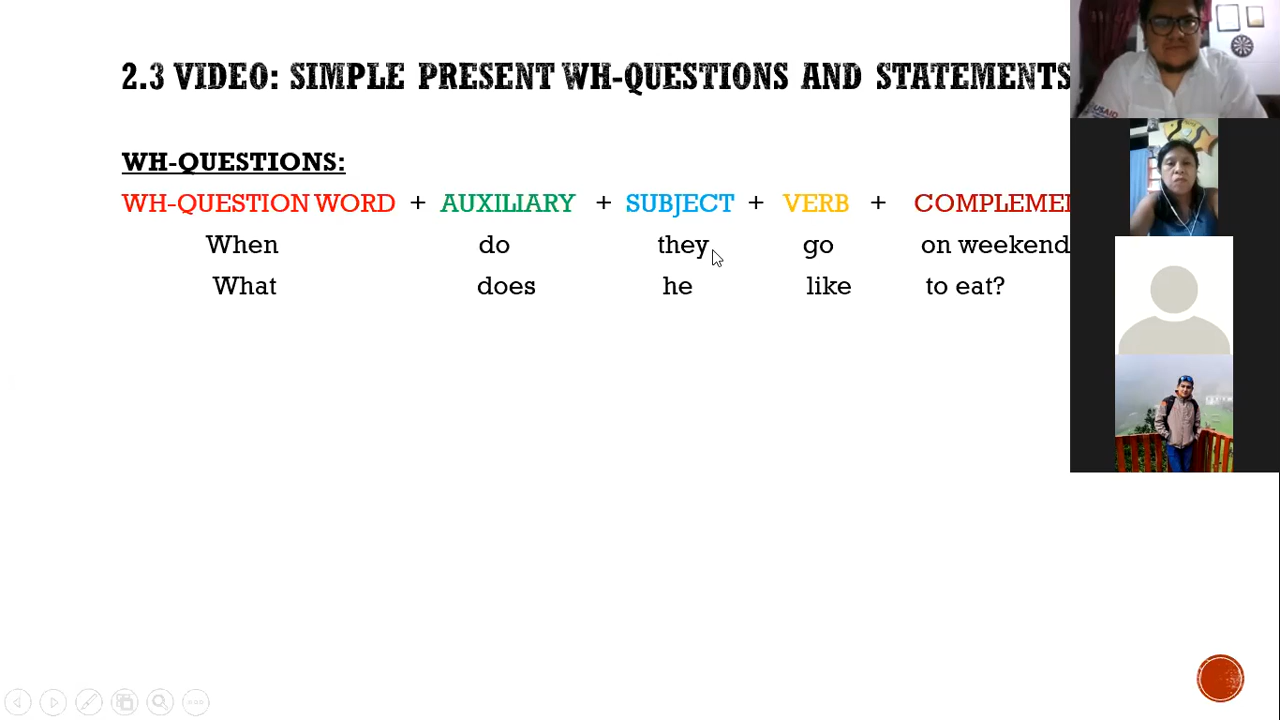 2.3 VIDEO: SIMPLE PRESENT WH-QUESTIONS AND STATEMENTS
WH-QUESTIONS:
WH-QUESTION WORD + AUXILIARY + SUBJECT + VERB +
When do they go on weekend
What does he like to eat?
USAID